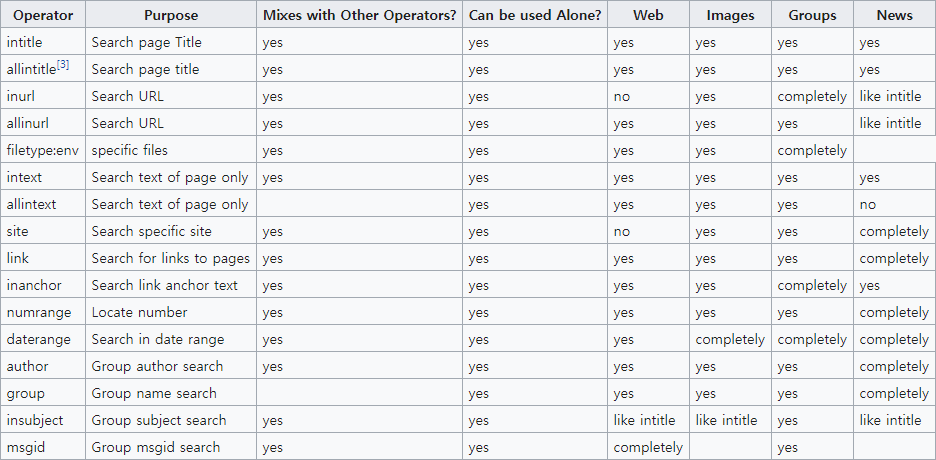 Operator Purpose Mixes with Other Operators? Can be used Alone? Web Images Groups News
intitle Search page Title yes yes yes yes yes yes
allintitle[3] Search page title yes yes yes yes yes yes
inurl Search URL yes yes no yes completely like intitle
allinurl Search URL yes yes yes yes yes like intitle
filetype:env specific files yes yes yes yes completely
intext Search text of page only yes yes yes yes yes yes
allintext Search text of page only yes yes yes yes no
site Search specific site yes yes no yes yes completely
link Search for links to pages yes yes yes yes yes completely
inanchor Search link anchor text yes yes yes yes completely yes
numrange Locate number yes yes yes yes yes completely
daterange Search in date range yes yes yes completely completely completely
author Group author search yes yes yes yes yes completely
group Group name search yes yes yes yes completely
insubject Group subject search yes yes like intitle like intitle yes like intitle
msgid Group msgid search yes yes completely yes